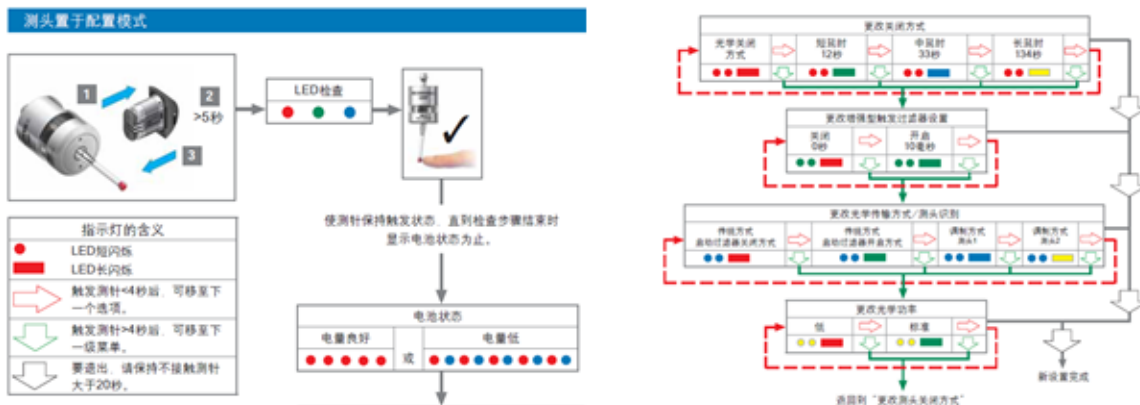 测头置于配置模式
1
2
>5秒
3
LED检查
使测针保持触发状态，直到检查步骤结束时
显示电池状态为止。
指示灯的含义
LED短闪烁
LED长闪烁
触发测针<4秒后，可移至下
一个选项。
触发测针>4秒后，可移至下
一级菜单。
要退出，请保持不接触测针
大于20秒。
电池状态
电量良好
或
电量低
更改关闭方式
光学关闭
方式
短延时
12秒
中延时
33秒
长延时
134秒
更改增强型触发过滤器设置
关闭
0秒
开启
10毫秒
更改光学传输方式/测头识别
传统方式
启动过滤器关闭方式
传统方式
启动过滤器开启方式
调制方式
测头1
调制方式
测头2
更改光学功率
低
标准
新设置完成
返回到“更改测头关闭方式”